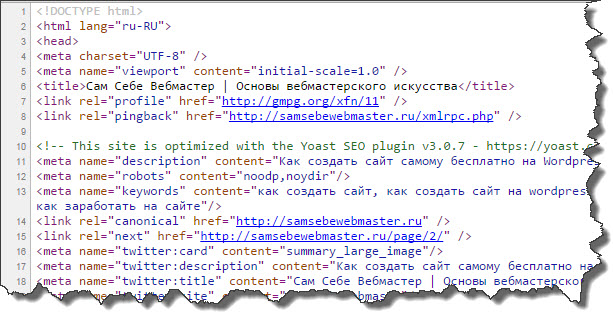 1 <!DOCTYPE html>
2 <html lang="ru-RU">
3 <head>
4 <meta charset="UTF-8" />
5 <meta name="viewport" content="initial-scale=1.0" />
6 <title>Сам Себе Вебмастер | Основы вебмастерского искусства</title>
7 <link rel="profile" href="http://gmpg.org/xfn/11" />
8 <link rel="pingback" href="http://samsebewebmaster.ru/xmlrpc.php" />
9
10 <!-- This site is optimized with the Yoast SEO plugin v3.0.7 - https://yoast.
11 <meta name="description" content="Как создать сайт самому бесплатно на Wordpre
12 <meta name="robots" content="noodp,noydir"/>
13 <meta name="keywords" content="как создать сайт, как создать сайт на wordpress
как заработать на сайте"/>
14 <link rel="canonical" href="http://samsebewebmaster.ru" />
15 <link rel="next" href="http://samsebewebmaster.ru/page/2/" />
16 <meta name="twitter:card" content="summary_large_image"/>
17 <meta name="twitter:description" content="Как создать сайт самому бесплатно на
18 <meta name="twitter:title" content="Сам Себе Вебмастер | Основы вебмастерско